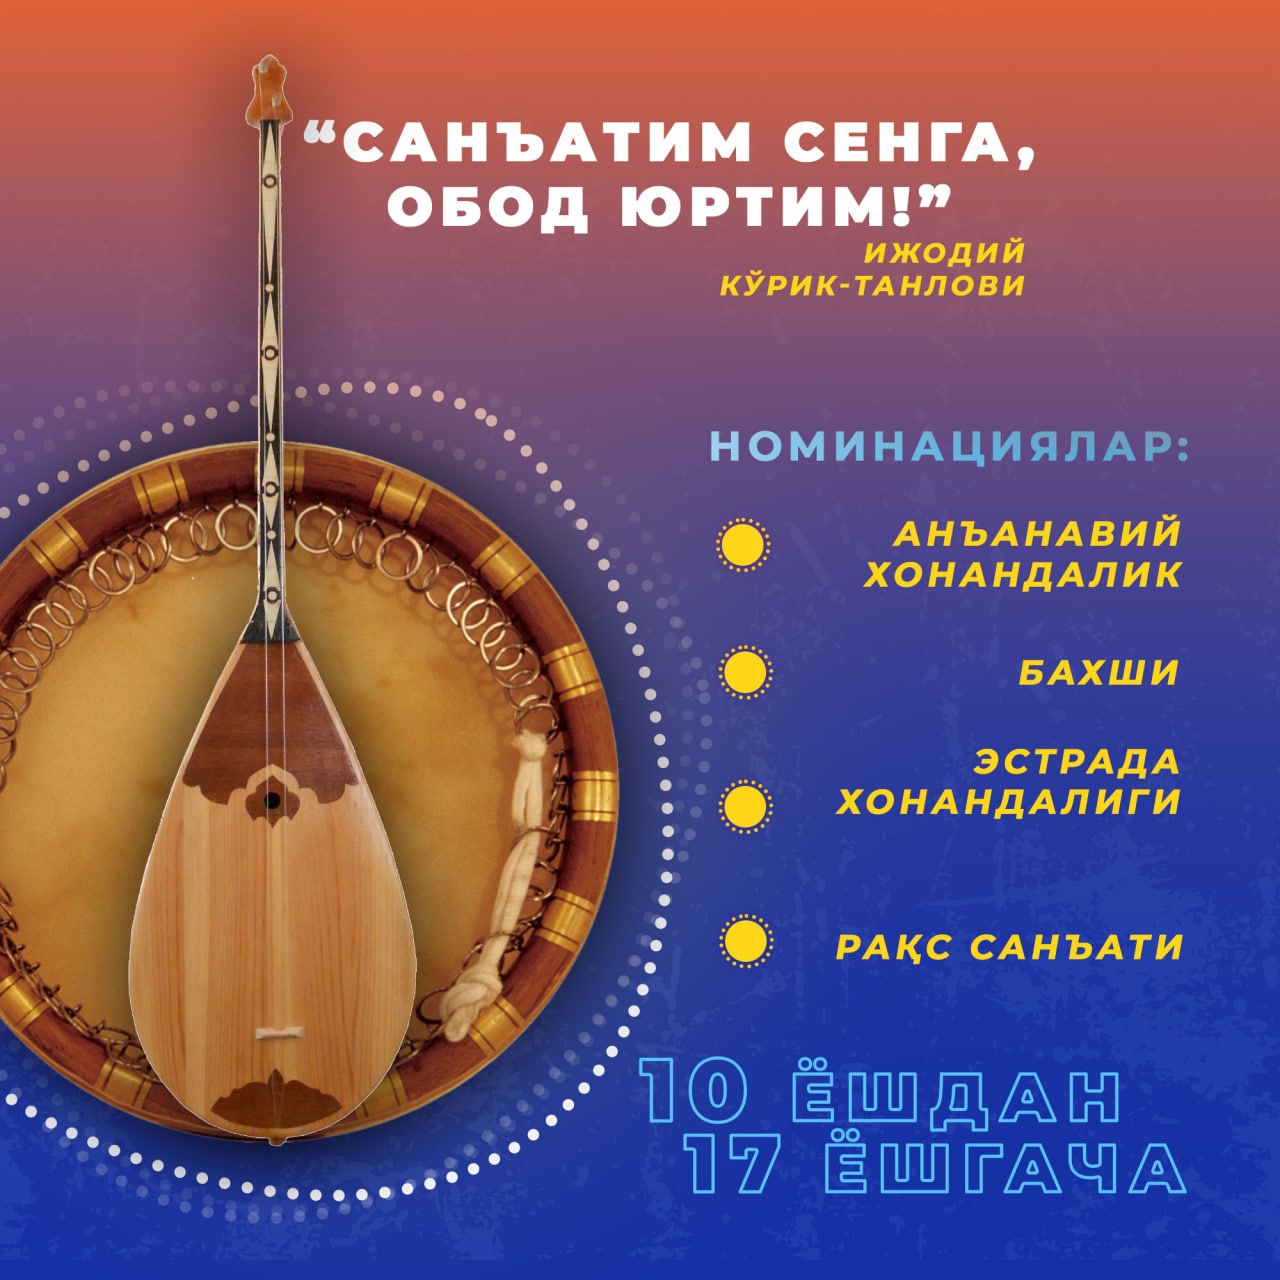 “САНЪАТИМ СЕНГА,
ОБОД ЮРТИМ!”
ИЖОДИЙ
КЎРИК-ТАНЛОВИ
НОМИНАЦИЯЛАР:
АНЪАНАВИЙ
ХОНАНДАЛИК
БАХШИ
ЭСТРАДА
ХОНАНДАЛИГИ
РАҚС САНЪАТИ
10 ЁШДАН
17 ЁШГАЧА